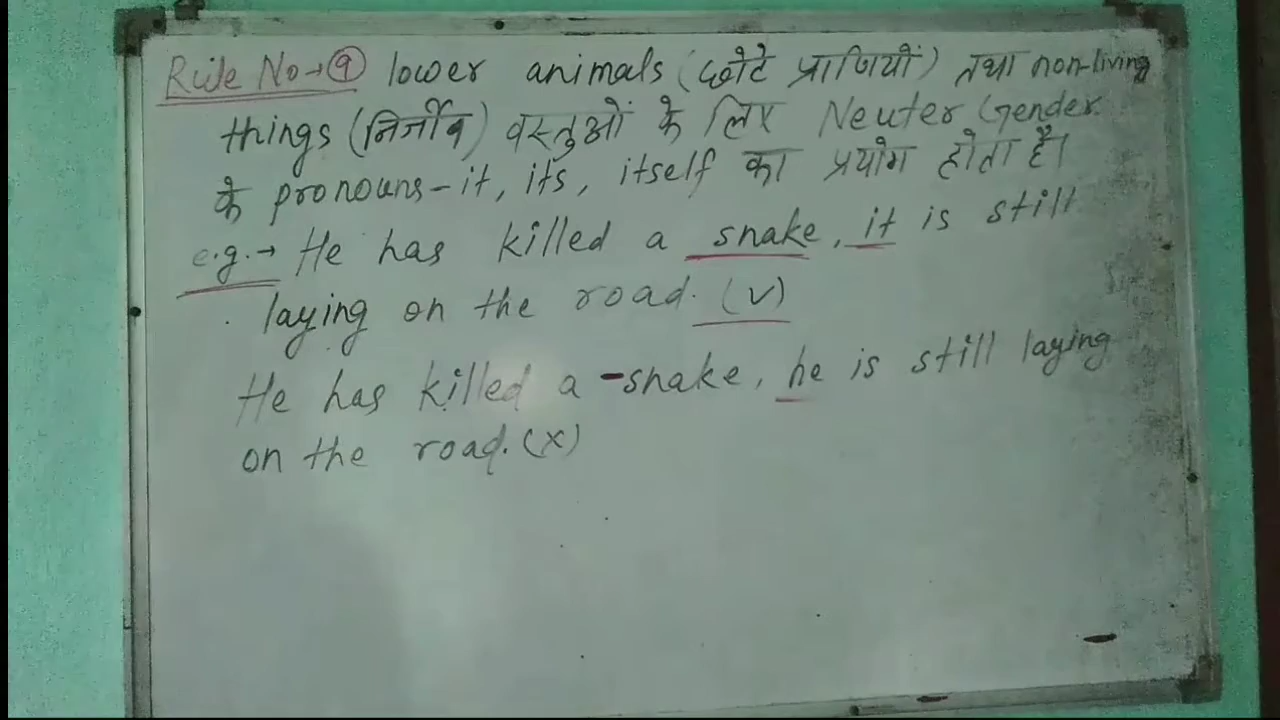 Rule No→(9) lower animals (छोटे प्राणियों) तथा non-living
things (निर्जीव) वस्तुओं के लिए Neuter Gender
के pronouns-it, its, itself का प्रयोग होता है।
e.g.→ He has killed a snake, it is still
laying on the road. (✓)
He has killed a snake, he is still laying
on the road. (x)